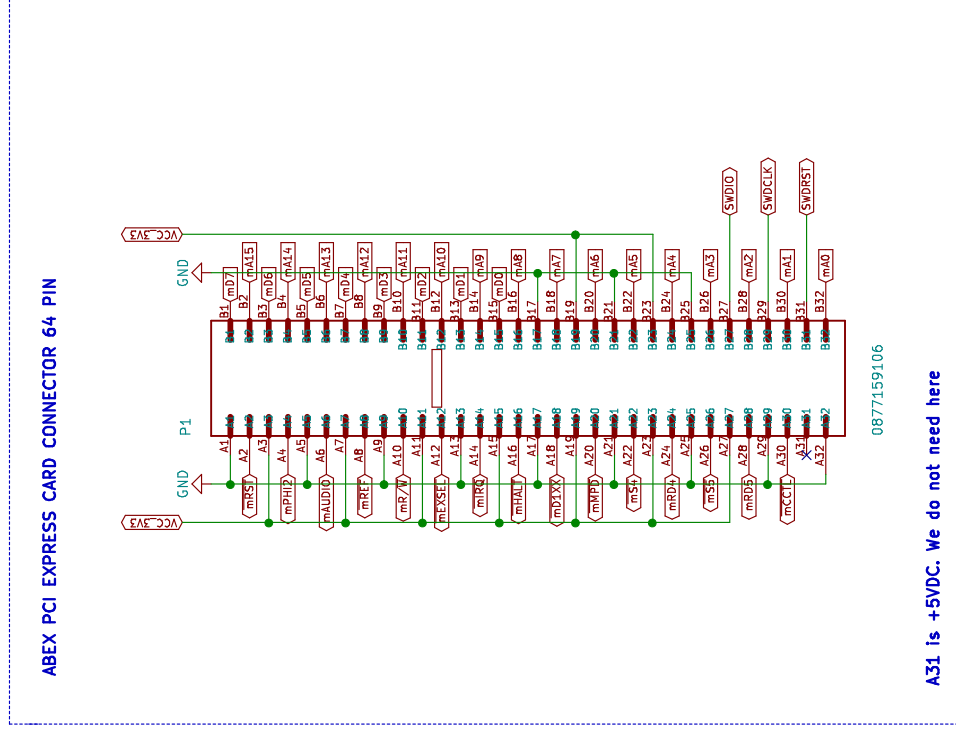 ABEX PCI EXPRESS CARD CONNECTOR 64 PIN
VCC_3V3
GND
mD7
mA15
mD6
mA14
mD5
mA13
mD4
mA12
mD3
mA11
mD2
mA10
mD1
mA9
mD0
mA8
mA7
mA6
mA5
mA4
mA3
SWDIO
mA2
SWDCLK
mA1
SWDRST
mA0
B1
B2
B3
B4
B5
B6
B7
B8
B9
B10
B11
B12
B13
B14
B15
B16
B17
B18
B19
B20
B21
B22
B23
B24
B25
B26
B27
B28
B29
B30
B31
B32
P1
0877159106
A1
A2
A3
A4
A5
A6
A7
A8
A9
A10
A11
A12
A13
A14
A15
A16
A17
A18
A19
A20
A21
A22
A23
A24
A25
A26
A27
A28
A29
A30
A31
A32
GND
VCC_3V3
mRST
mPHI2
mAUDIO
mREF
mR/W
mEXSEL
mIRQ
mHALT
mD1XX
mMPD
mS4
mRD4
mS5
mRD5
mCCTL
A31 is +5VDC. We do not need here